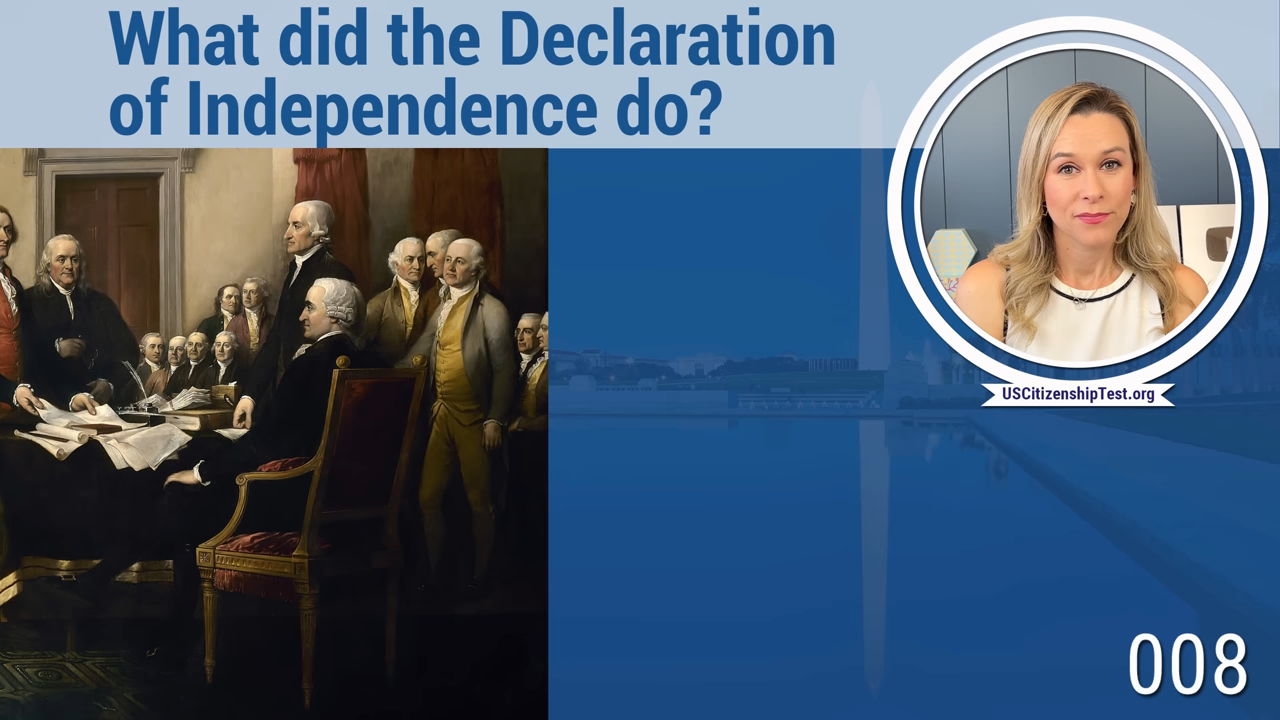 What did the Declaration
of Independence do?
USCitizenshipTest.org
008